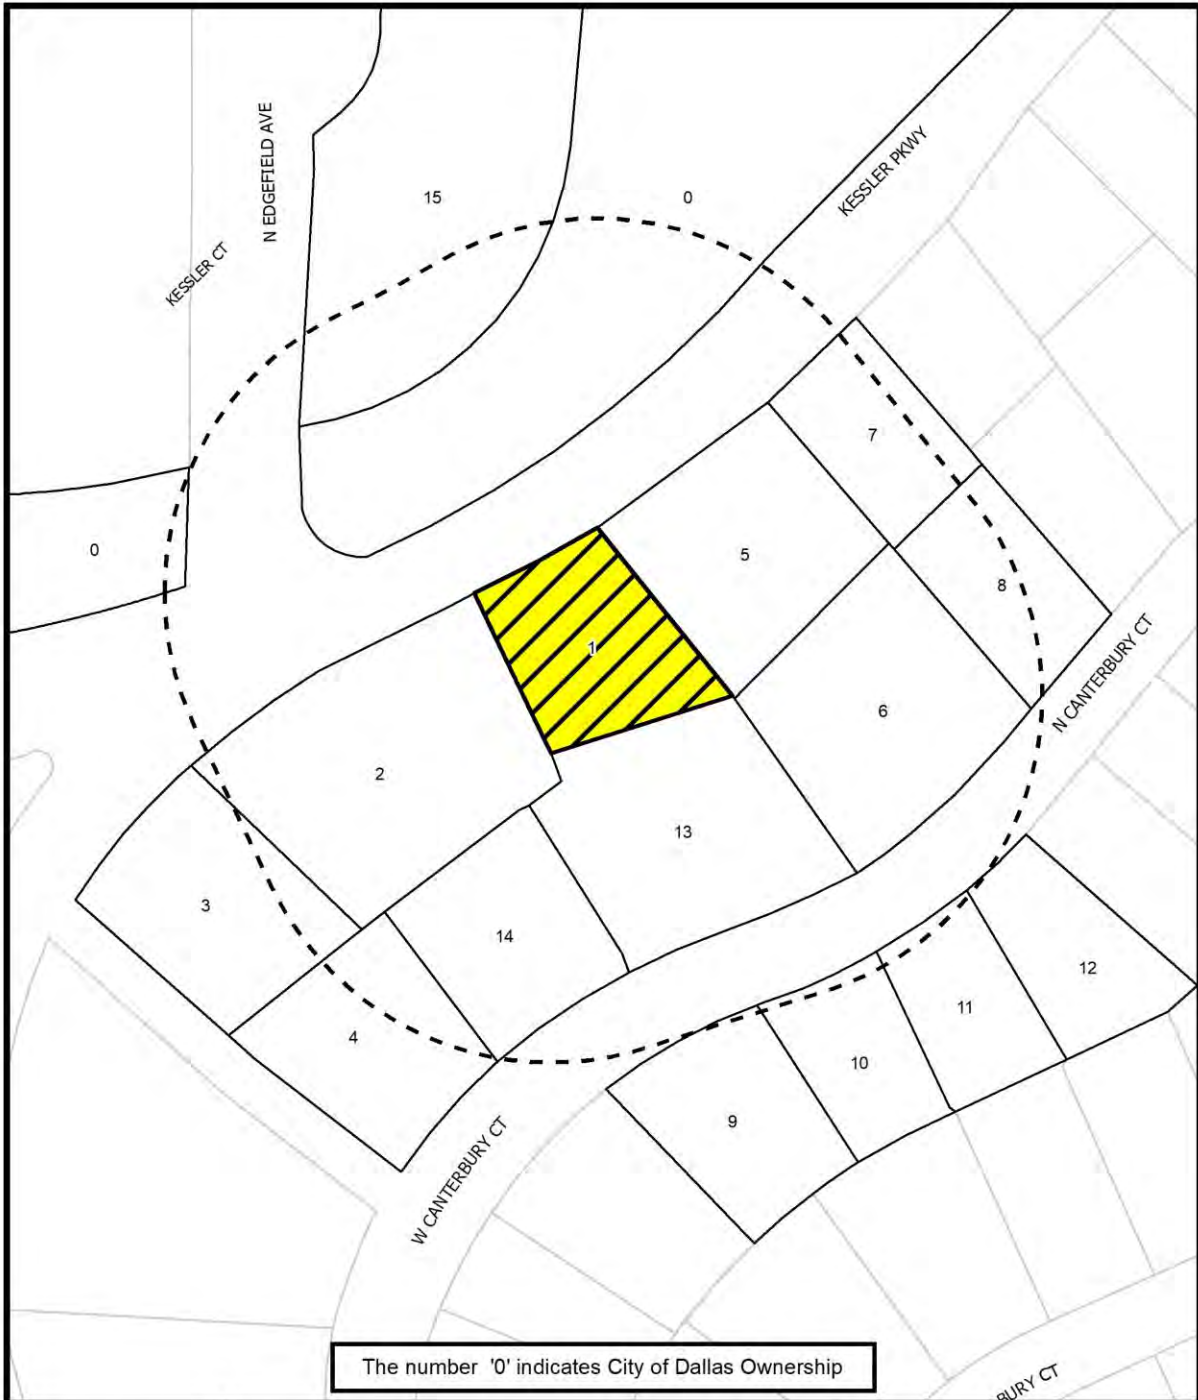 N EDGEFIELD AVE
KESSLER PKWY
15
0
KESSLER CT
7
0
5
8
1
N CANTERBURY CT
6
2
13
3
14
12
11
4
10
9
W CANTERBURY CT
The number '0' indicates City of Dallas Ownership
BURY CT